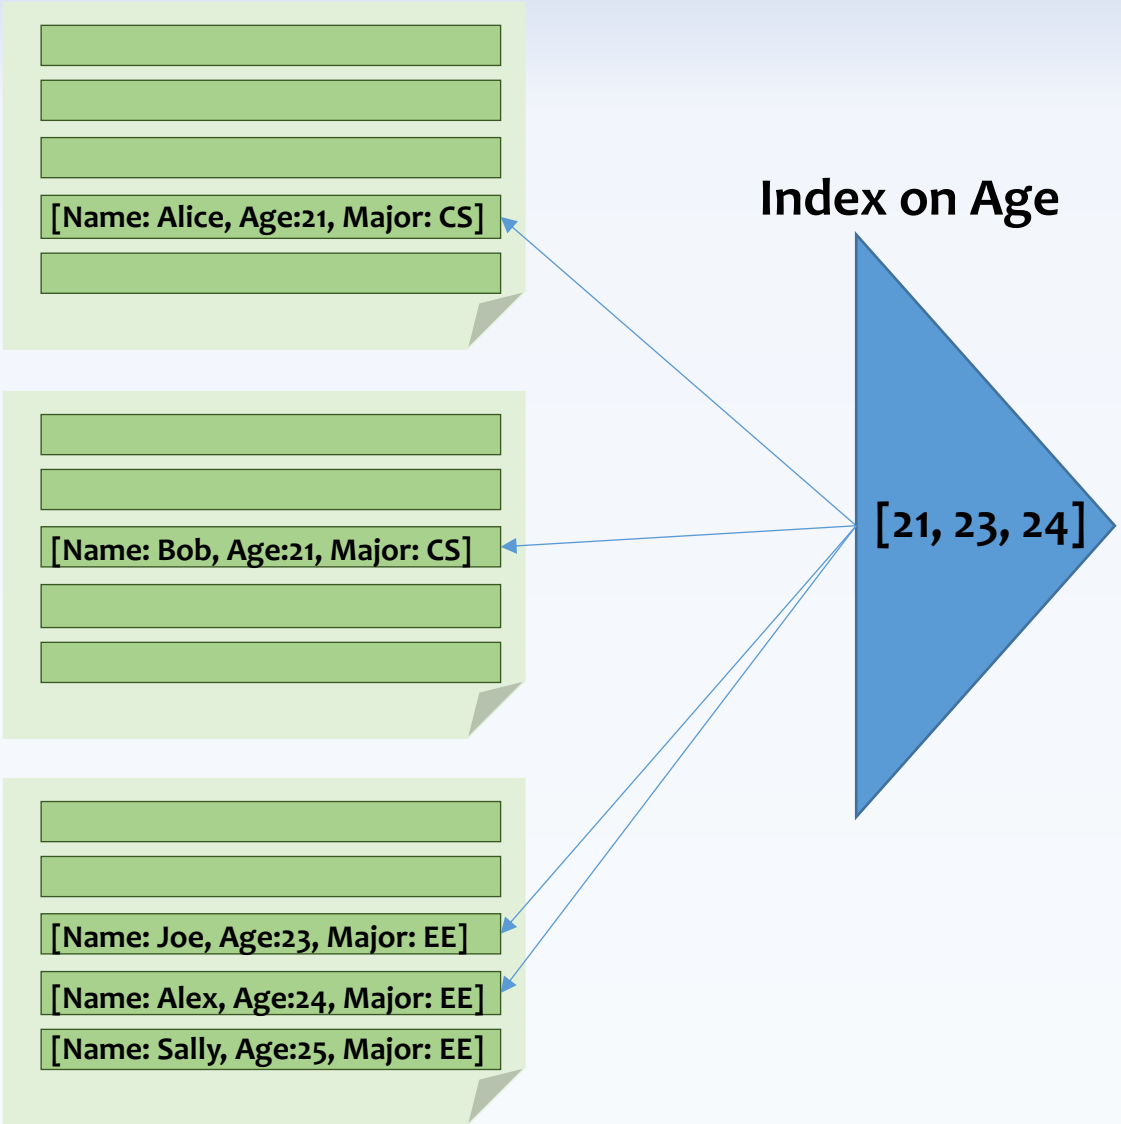 [Name: Alice, Age:21, Major: CS]
Index on Age
[21, 23, 24]
[Name: Bob, Age:21, Major: CS]
[Name: Joe, Age:23, Major: EE]
[Name: Alex, Age:24, Major: EE]
[Name: Sally, Age:25, Major: EE]